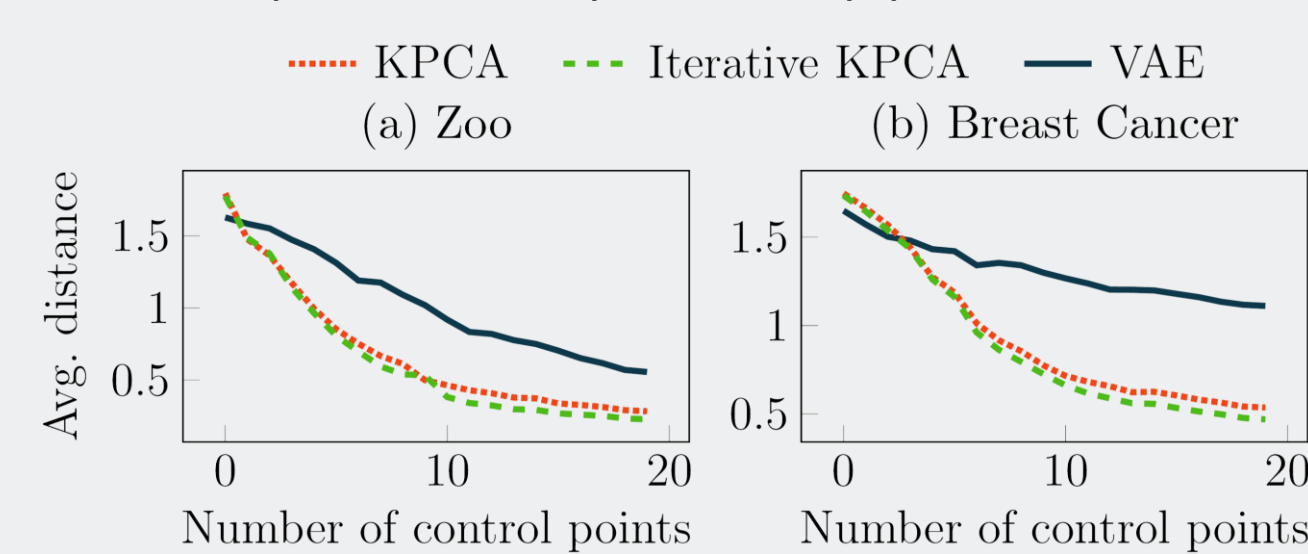 KPCA Iterative KPCA VAE
(a) Zoo
(b) Breast Cancer
Avg. distance
1.5
1
0.5
0 10 20
Number of control points
1.5
1
0.5
0 10 20
Number of control points